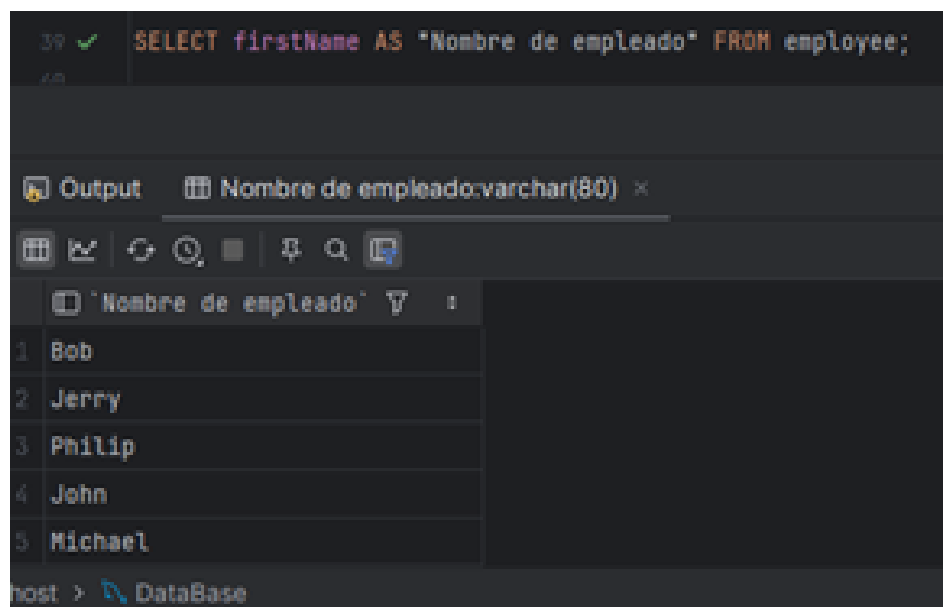 39 SELECT firstName AS "Nombre de empleado" FROM employee;
40
Output Nombre de empleado:varchar(80) ×
`Nombre de empleado`
1 Bob
2 Jerry
3 Philip
4 John
5 Michael
host > DataBase